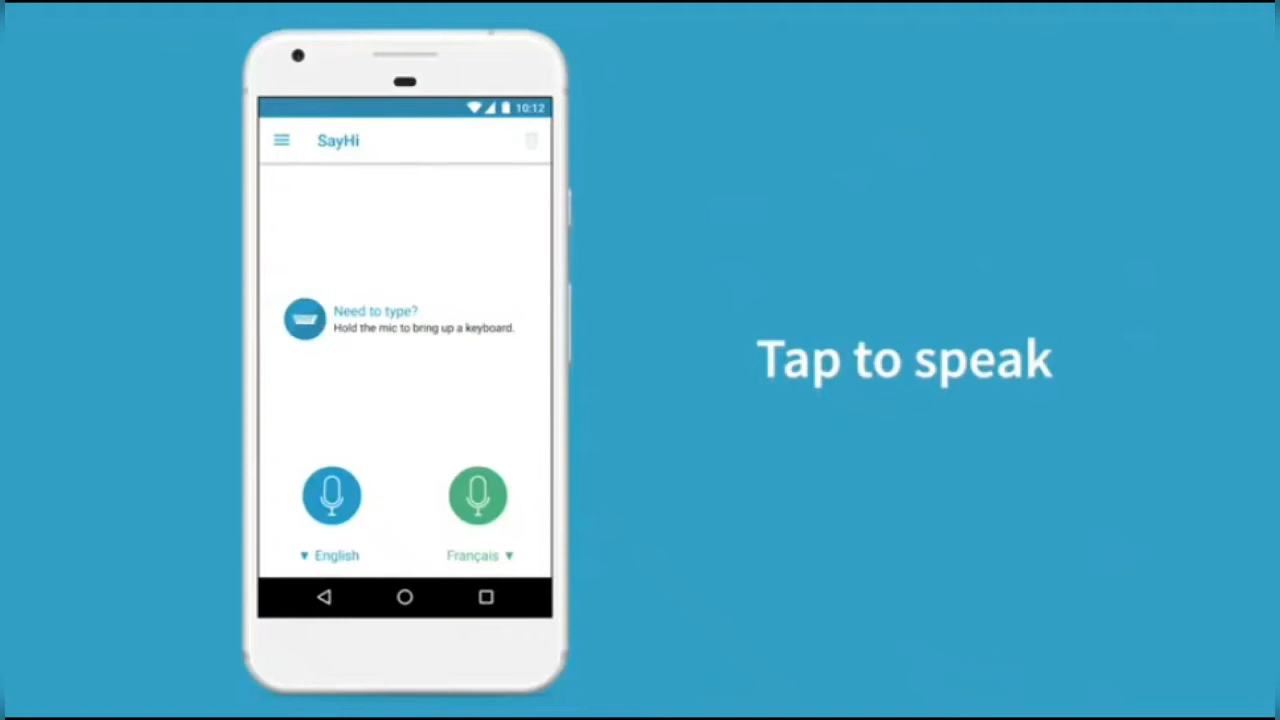 10:12
SayHi
Need to type?
Hold the mic to bring up a keyboard.
Tap to speak
▼ English
Français ▼